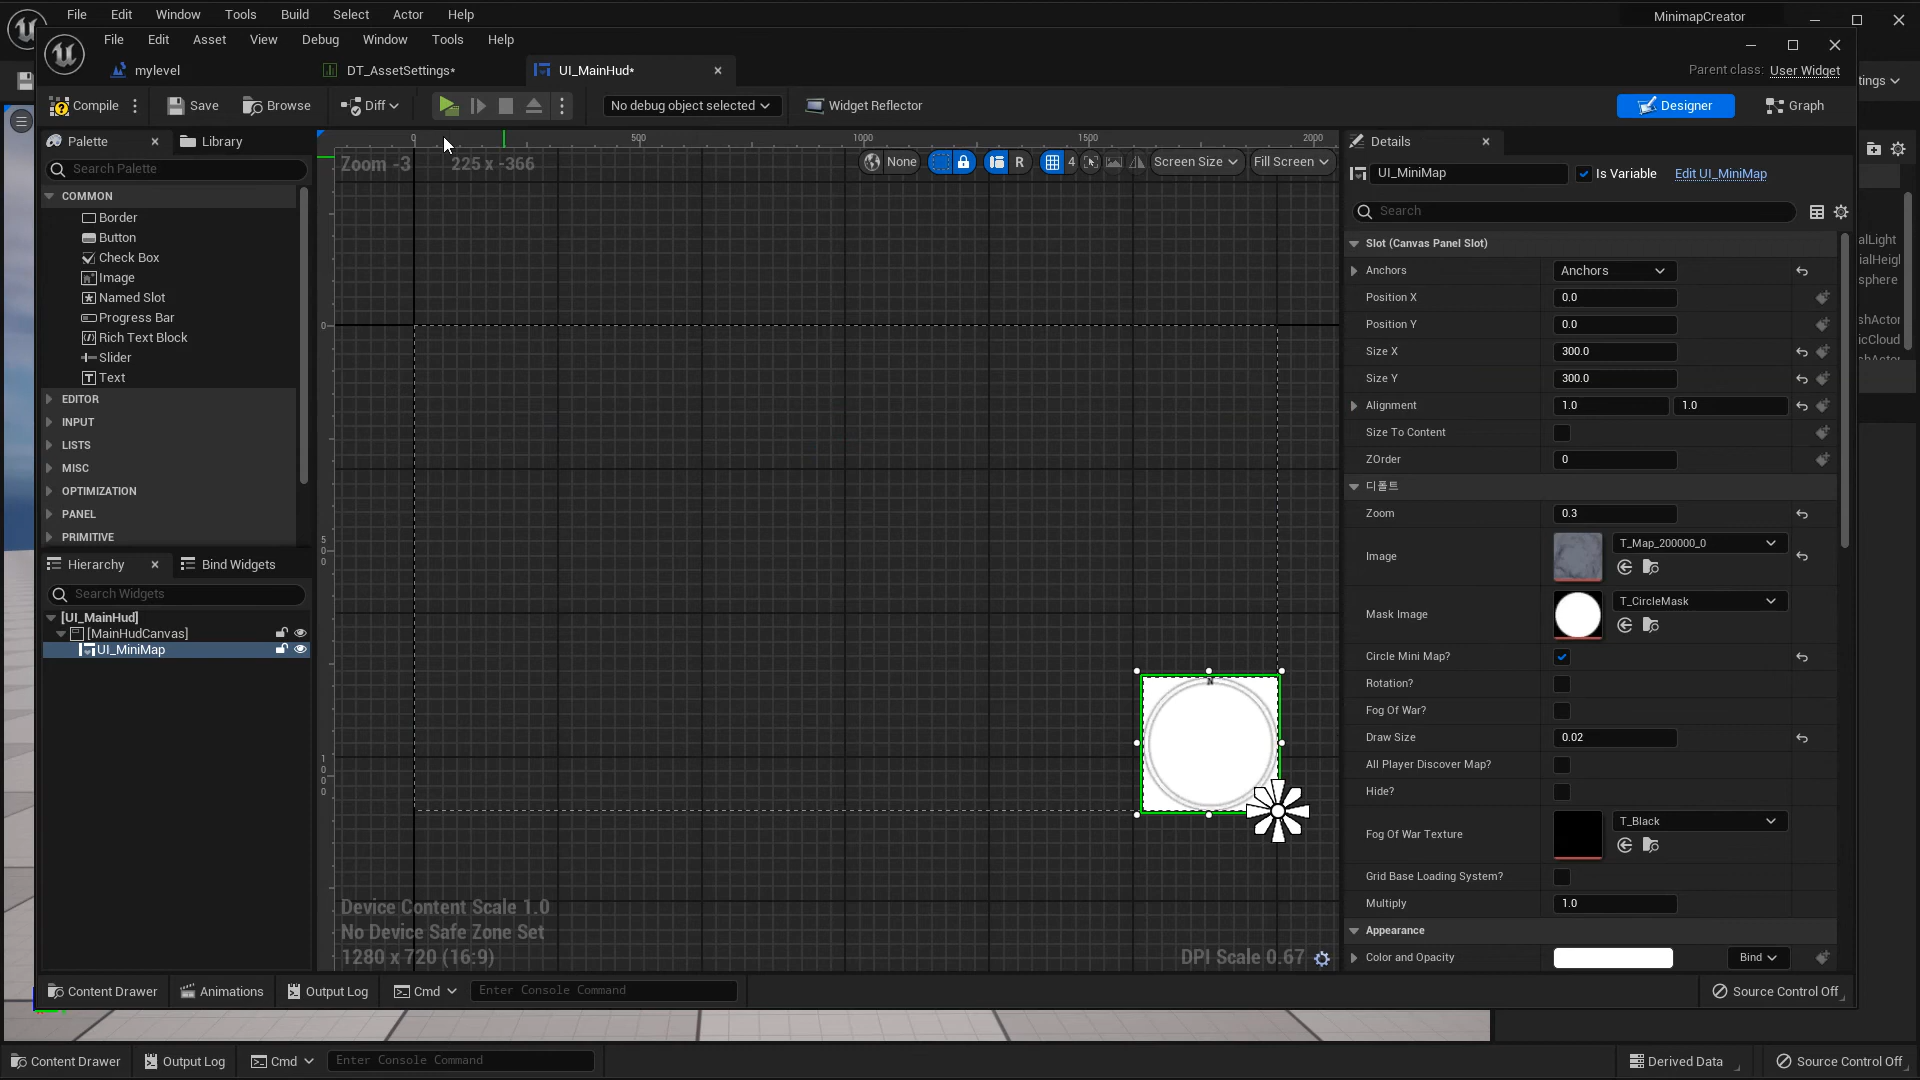 File Edit Window Tools Build Select Actor Help
MinimapCreator
File Edit Asset View Debug Window Tools Help
mylevel
DT_AssetSettings*
UI_MainHud*
Parent class: User Widget
tings
Compile
Save
Browse
Diff
No debug object selected
Widget Reflector
Designer
Graph
Palette
Library
Search Palette
COMMON
Border
Button
Check Box
Image
Named Slot
Progress Bar
Rich Text Block
Slider
Text
EDITOR
INPUT
LISTS
MISC
OPTIMIZATION
PANEL
PRIMITIVE
Hierarchy
Bind Widgets
Search Widgets
[UI_MainHud]
[MainHudCanvas]
UI_MiniMap
0 500 1000 1500 2000
Zoom -3
225 x -366
None
R
4
Screen Size
Fill Screen
0
500
1000
N
Device Content Scale 1.0
No Device Safe Zone Set
1280 x 720 (16:9)
DPI Scale 0.67
Details
UI_MiniMap
Is Variable
Edit UI_MiniMap
Search
Slot (Canvas Panel Slot)
Anchors Anchors
Position X 0.0
Position Y 0.0
Size X 300.0
Size Y 300.0
Alignment 1.0 1.0
Size To Content
ZOrder 0
디폴트
Zoom 0.3
Image T_Map_200000_0
Mask Image T_CircleMask
Circle Mini Map?
Rotation?
Fog Of War?
Draw Size 0.02
All Player Discover Map?
Hide?
Fog Of War Texture T_Black
Grid Base Loading System?
Multiply 1.0
Appearance
Color and Opacity Bind
alLight
ialHeigl
sphere
shActor
icCloud
Content Drawer
Animations
Output Log
Cmd
Enter Console Command
Source Control Off
Content Drawer
Output Log
Cmd
Enter Console Command
Derived Data
Source Control Off